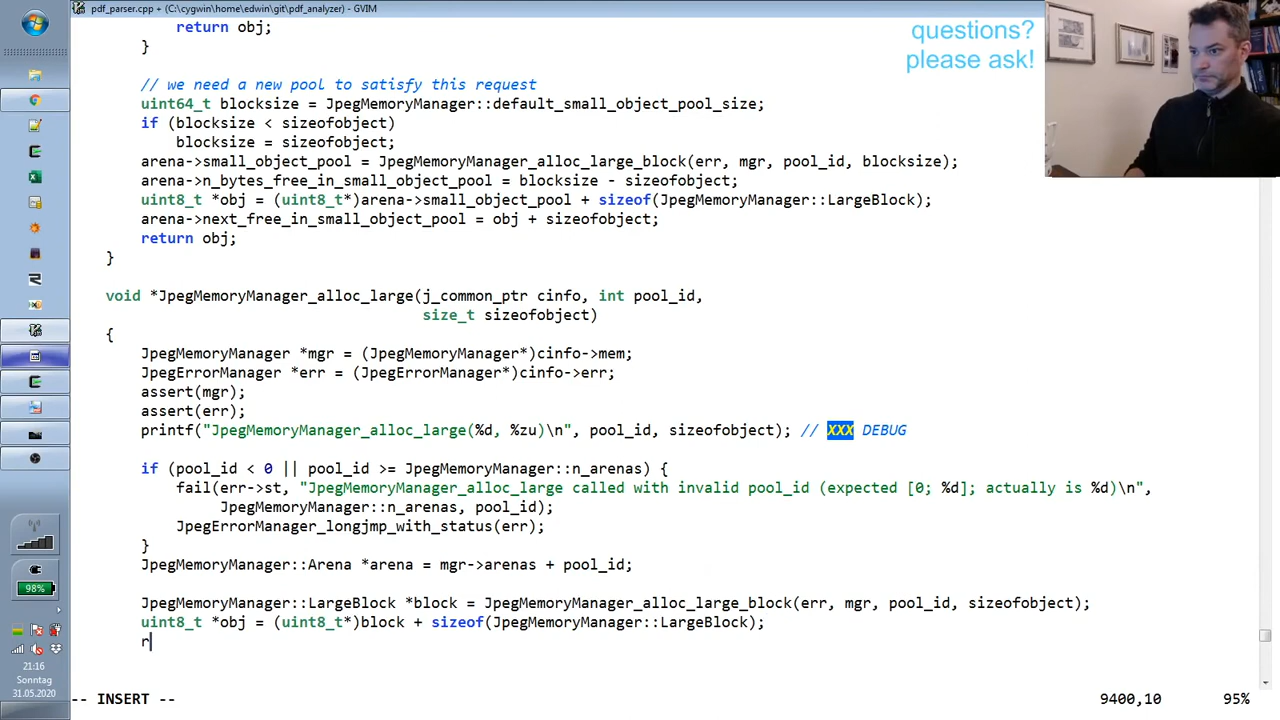 pdf_parser.cpp + (C:\cygwin\home\edwin\git\pdf_analyzer) - GVIM
return obj;
}
// we need a new pool to satisfy this request
uint64_t blocksize = JpegMemoryManager::default_small_object_pool_size;
if (blocksize < sizeofobject)
blocksize = sizeofobject;
arena->small_object_pool = JpegMemoryManager_alloc_large_block(err, mgr, pool_id, blocksize);
arena->n_bytes_free_in_small_object_pool = blocksize - sizeofobject;
uint8_t *obj = (uint8_t*)arena->small_object_pool + sizeof(JpegMemoryManager::LargeBlock);
arena->next_free_in_small_object_pool = obj + sizeofobject;
return obj;
}
void *JpegMemoryManager_alloc_large(j_common_ptr cinfo, int pool_id,
size_t sizeofobject)
{
JpegMemoryManager *mgr = (JpegMemoryManager*)cinfo->mem;
JpegErrorManager *err = (JpegErrorManager*)cinfo->err;
assert(mgr);
assert(err);
printf("JpegMemoryManager_alloc_large(%d, %zu)\n", pool_id, sizeofobject); // XXX DEBUG
if (pool_id < 0 || pool_id >= JpegMemoryManager::n_arenas) {
fail(err->st, "JpegMemoryManager_alloc_large called with invalid pool_id (expected [0; %d]; actually is %d)\n",
JpegMemoryManager::n_arenas, pool_id);
JpegErrorManager_longjmp_with_status(err);
}
JpegMemoryManager::Arena *arena = mgr->arenas + pool_id;
JpegMemoryManager::LargeBlock *block = JpegMemoryManager_alloc_large_block(err, mgr, pool_id, sizeofobject);
uint8_t *obj = (uint8_t*)block + sizeof(JpegMemoryManager::LargeBlock);
r
-- INSERT --
9400,10
95%
questions?
please ask!
98%
21:16
Sonntag
31.05.2020